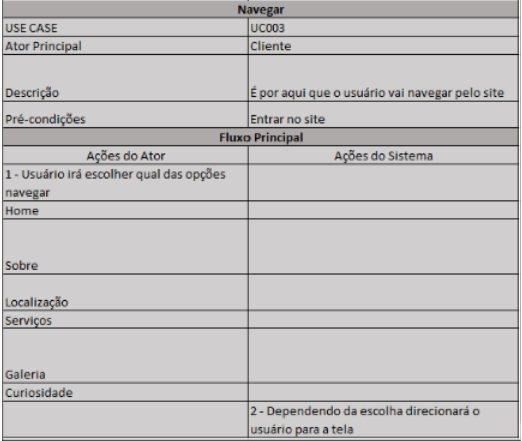 Navegar
USE CASE UC003
Ator Principal Cliente
Descrição É por aqui que o usuário vai navegar pelo site
Pré-condições Entrar no site
Fluxo Principal
Ações do Ator Ações do Sistema
1 - Usuário irá escolher qual das opções
navegar
Home
Sobre
Localização
Serviços
Galeria
Curiosidade
2 - Dependendo da escolha direcionará o
usuário para a tela